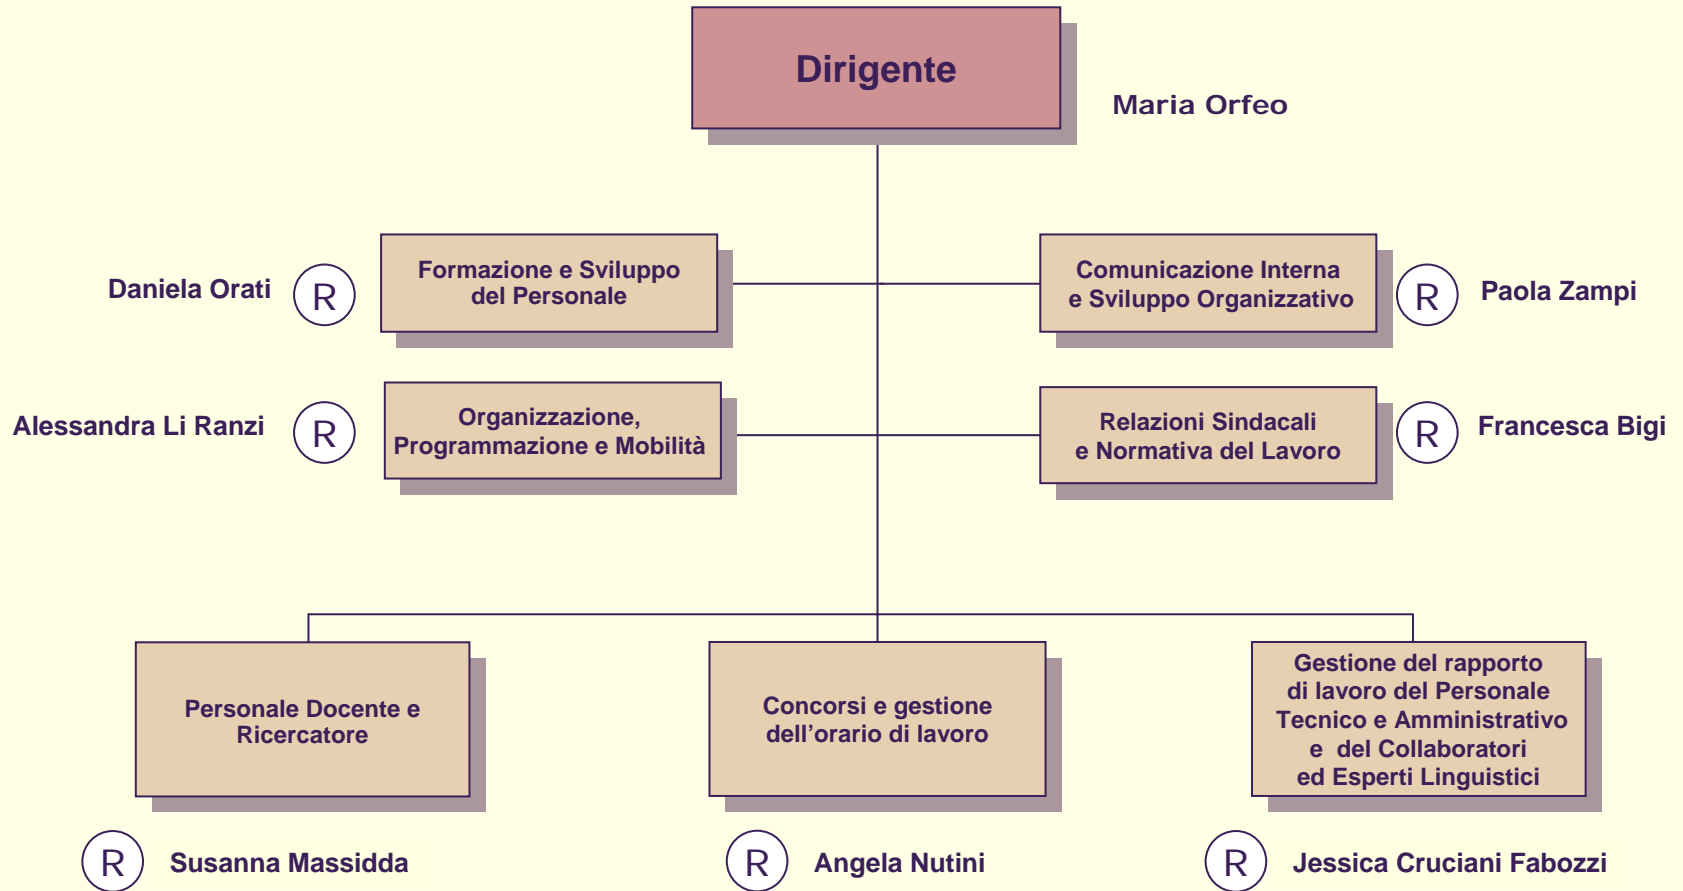 Dirigente
Maria Orfeo
Daniela Orati
R
Formazione e Sviluppo
del Personale
Comunicazione Interna
e Sviluppo Organizzativo
R
Paola Zampi
Alessandra Li Ranzi
R
Organizzazione,
Programmazione e Mobilità
Relazioni Sindacali
e Normativa del Lavoro
R
Francesca Bigi
Personale Docente e
Ricercatore
Concorsi e gestione
dell’orario di lavoro
Gestione del rapporto
di lavoro del Personale
Tecnico e Amministrativo
e del Collaboratori
ed Esperti Linguistici
R
Susanna Massidda
R
Angela Nutini
R
Jessica Cruciani Fabozzi